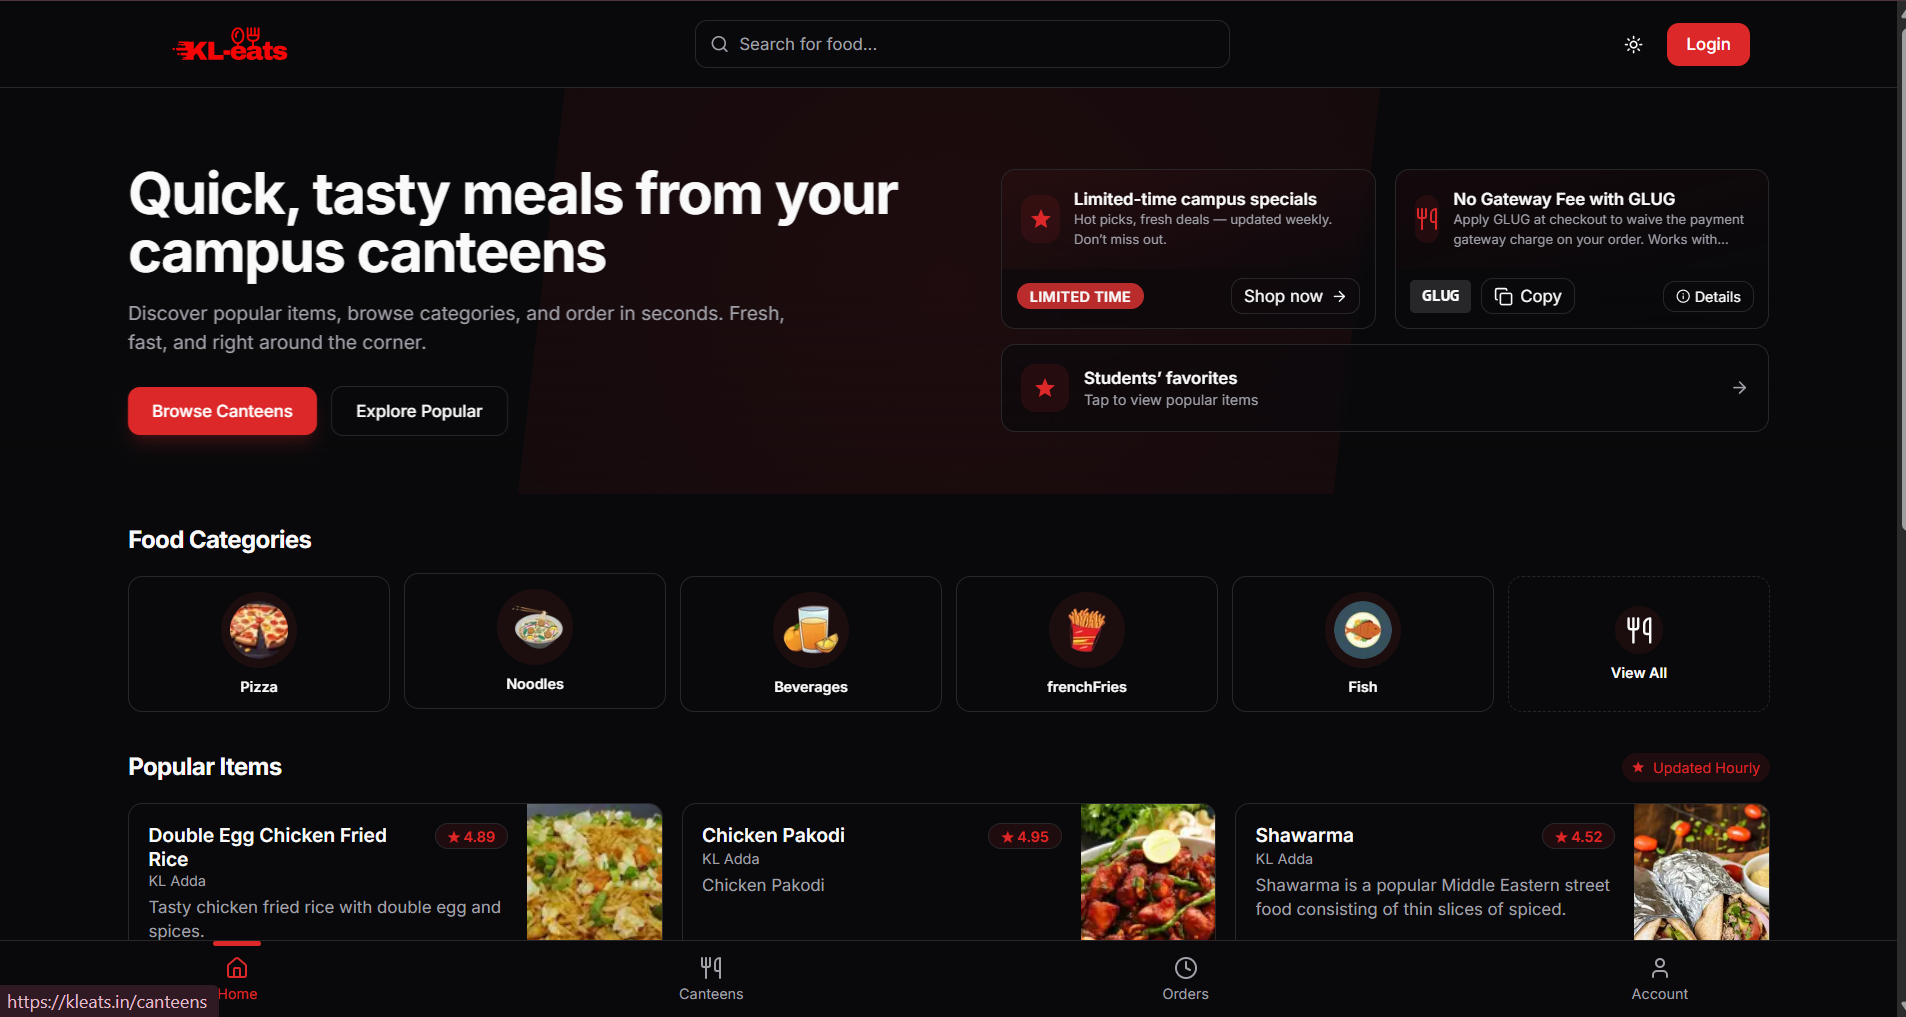 KL-eats
Search for food...
Login
Quick, tasty meals from your
campus canteens
Discover popular items, browse categories, and order in seconds. Fresh,
fast, and right around the corner.
Browse Canteens
Explore Popular
Limited-time campus specials
Hot picks, fresh deals — updated weekly.
Don’t miss out.
LIMITED TIME
Shop now
No Gateway Fee with GLUG
Apply GLUG at checkout to waive the payment
gateway charge on your order. Works with...
GLUG
Copy
Details
Students’ favorites
Tap to view popular items
Food Categories
Pizza
Noodles
Beverages
frenchFries
Fish
View All
Popular Items
Updated Hourly
Double Egg Chicken Fried
Rice
4.89
KL Adda
Tasty chicken fried rice with double egg and
spices.
Chicken Pakodi
4.95
KL Adda
Chicken Pakodi
Shawarma
4.52
KL Adda
Shawarma is a popular Middle Eastern street
food consisting of thin slices of spiced.
Home
Canteens
Orders
Account
https://kleats.in/canteens